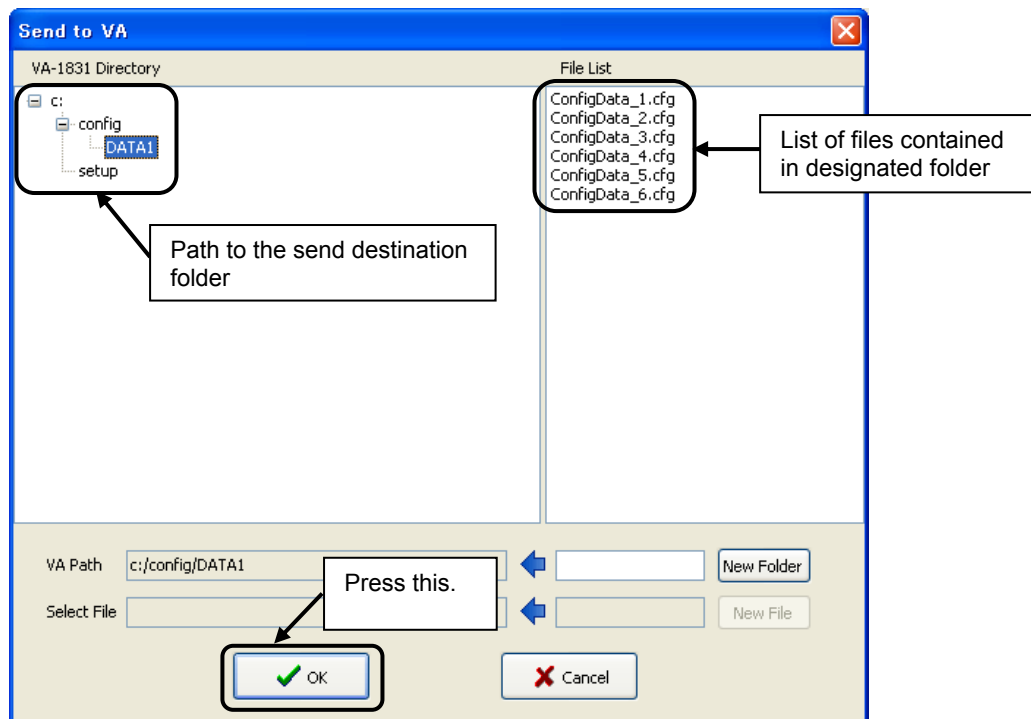 Send to VA
VA-1831 Directory
File List
c:
config
DATA1
setup
ConfigData_1.cfg
ConfigData_2.cfg
ConfigData_3.cfg
ConfigData_4.cfg
ConfigData_5.cfg
ConfigData_6.cfg
List of files contained
in designated folder
Path to the send destination
folder
VA Path
c:/config/DATA1
New Folder
Press this.
Select File
New File
OK
Cancel